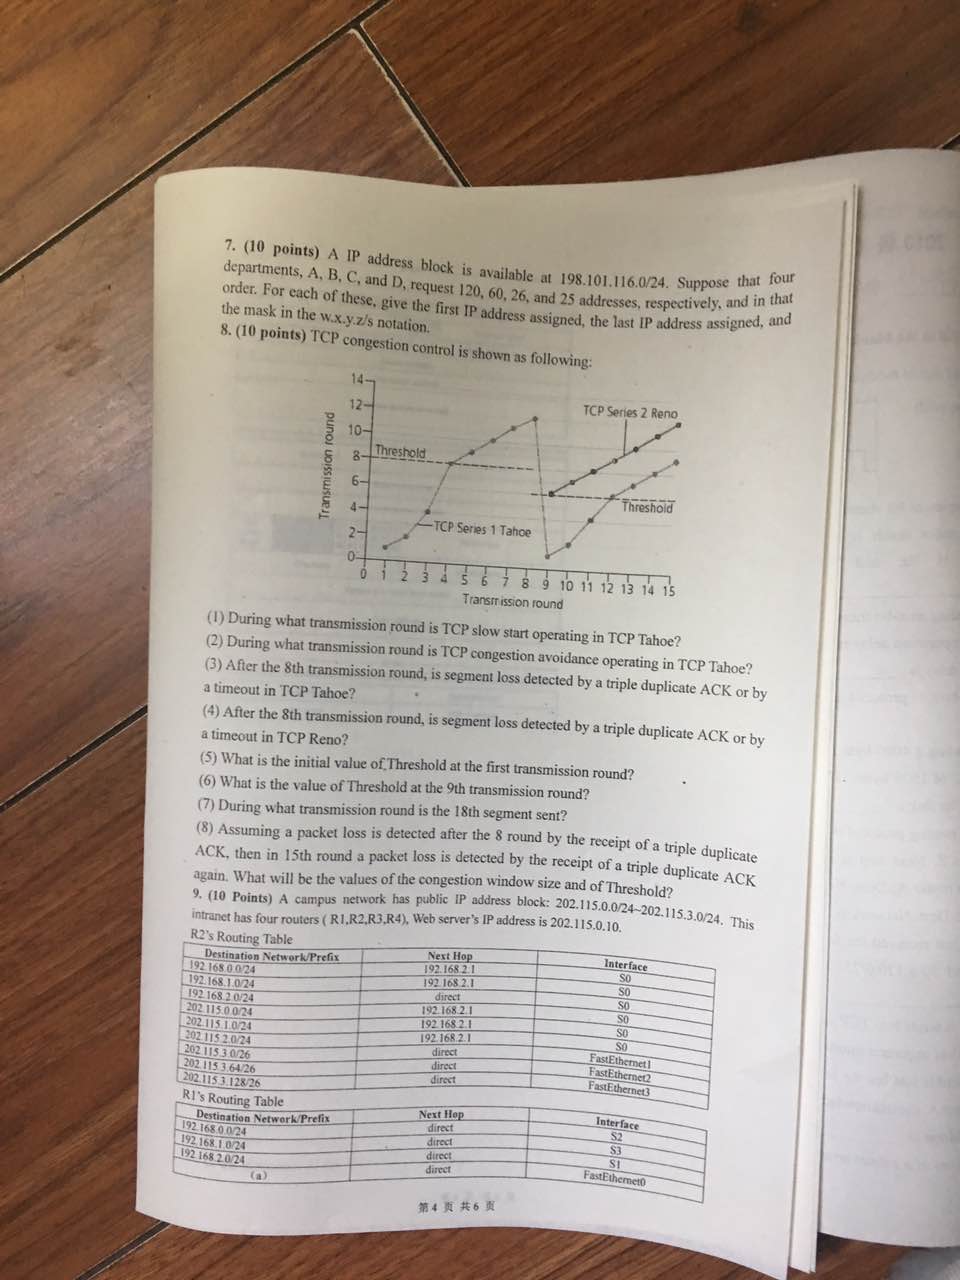 7. (10 points) A IP address block is available at 198.101.116.0/24. Suppose that four
departments, A, B, C, and D, request 120, 60, 26, and 25 addresses, respectively, and in that
order. For each of these, give the first IP address assigned, the last IP address assigned, and
the mask in the w.x.y.z/s notation.
8. (10 points) TCP congestion control is shown as following:
14
12
10
8
6
4
2
0
Transmission round
Threshold
TCP Series 1 Tahoe
TCP Series 2 Reno
Threshold
0 1 2 3 4 5 6 7 8 9 10 11 12 13 14 15
Transmission round
(1) During what transmission round is TCP slow start operating in TCP Tahoe?
(2) During what transmission round is TCP congestion avoidance operating in TCP Tahoe?
(3) After the 8th transmission round, is segment loss detected by a triple duplicate ACK or by
a timeout in TCP Tahoe?
(4) After the 8th transmission round, is segment loss detected by a triple duplicate ACK or by
a timeout in TCP Reno?
(5) What is the initial value of Threshold at the first transmission round?
(6) What is the value of Threshold at the 9th transmission round?
(7) During what transmission round is the 18th segment sent?
(8) Assuming a packet loss is detected after the 8 round by the receipt of a triple duplicate
ACK, then in 15th round a packet loss is detected by the receipt of a triple duplicate ACK
again. What will be the values of the congestion window size and of Threshold?
9. (10 Points) A campus network has public IP address block: 202.115.0.0/24~202.115.3.0/24. This
intranet has four routers ( R1,R2,R3,R4), Web server's IP address is 202.115.0.10.
R2's Routing Table
Destination Network/Prefix Next Hop Interface
192.168.0.0/24 192.168.2.1 S0
192.168.1.0/24 192.168.2.1 S0
192.168.2.0/24 direct S0
202.115.0.0/24 192.168.2.1 S0
202.115.1.0/24 192.168.2.1 S0
202.115.2.0/24 192.168.2.1 S0
202.115.3.0/26 direct FastEthernet1
202.115.3.64/26 direct FastEthernet2
202.115.3.128/26 direct FastEthernet3
R1's Routing Table
Destination Network/Prefix Next Hop Interface
192.168.0.0/24 direct S2
192.168.1.0/24 direct S3
192.168.2.0/24 direct S1
(a) direct FastEthernet0
第 4 页 共 6 页